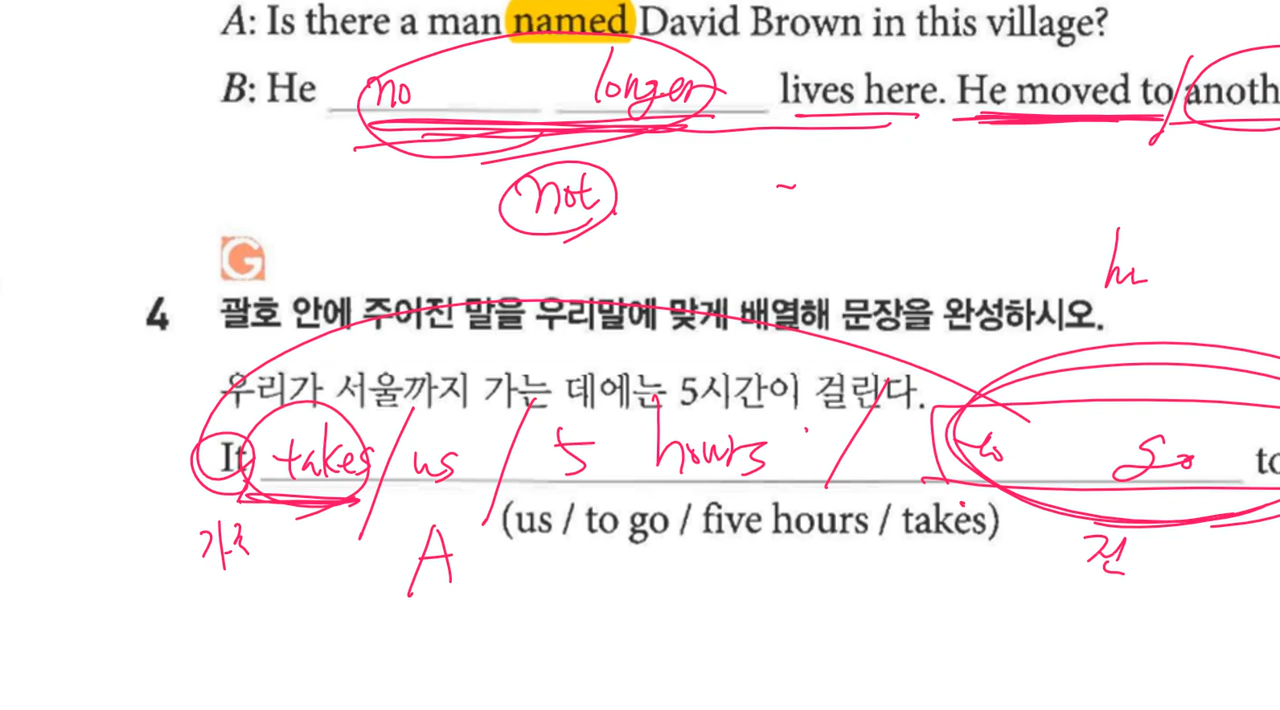 A: Is there a man named David Brown in this village?
B: He no longer lives here. He moved to / anoth
not ~
G
hu
4 괄호 안에 주어진 말을 우리말에 맞게 배열해 문장을 완성하시오.
우리가 서울까지 가는 데에는 5시간이 걸린다.
It takes / us / 5 hours / to go to
(us / to go / five hours / takes)
A